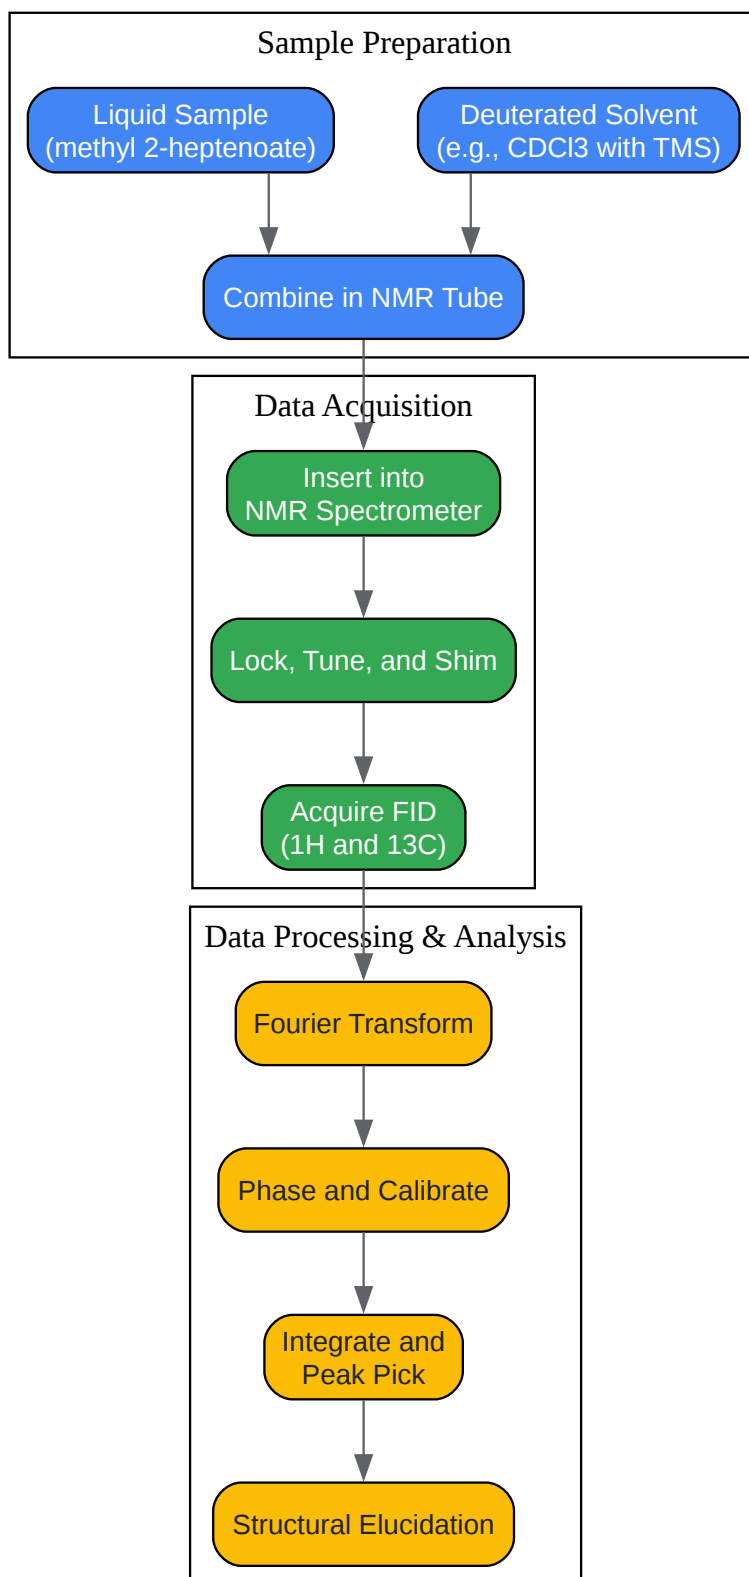 Sample Preparation
Liquid Sample
(methyl 2-heptenoate)
Deuterated Solvent
(e.g., CDCl3 with TMS)
Combine in NMR Tube
Data Acquisition
Insert into
NMR Spectrometer
Lock, Tune, and Shim
Acquire FID
(1H and 13C)
Data Processing & Analysis
Fourier Transform
Phase and Calibrate
Integrate and
Peak Pick
Structural Elucidation